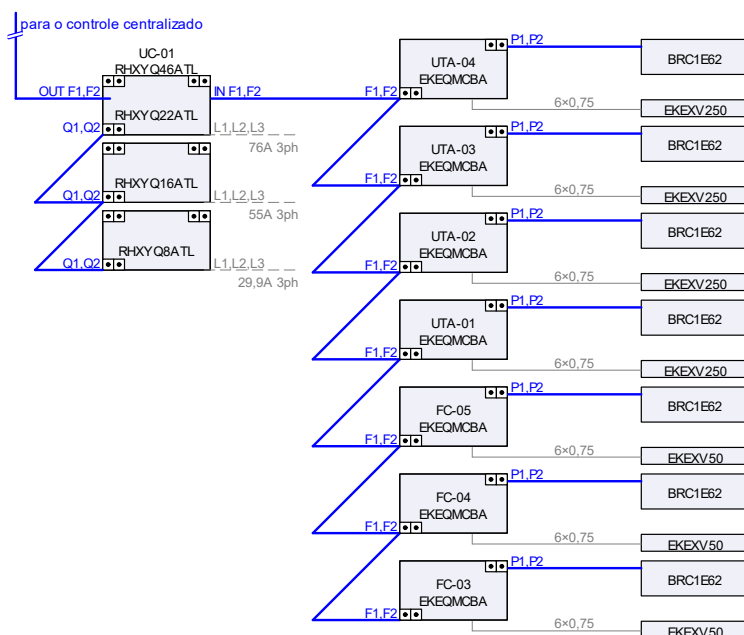 para o controle centralizado
UC-01
RHXYQ46ATL
OUT F1,F2
IN F1,F2
RHXYQ22ATL
Q1,Q2
L1,L2,L3
76A 3ph
RHXYQ16ATL
Q1,Q2
L1,L2,L3
55A 3ph
RHXYQ8ATL
Q1,Q2
L1,L2,L3
29,9A 3ph
P1,P2
UTA-04
EKEQMCBA
F1,F2
BRC1E62
6×0,75
EKEXV250
P1,P2
UTA-03
EKEQMCBA
F1,F2
BRC1E62
6×0,75
EKEXV250
P1,P2
UTA-02
EKEQMCBA
F1,F2
BRC1E62
6×0,75
EKEXV250
P1,P2
UTA-01
EKEQMCBA
F1,F2
BRC1E62
6×0,75
EKEXV250
P1,P2
FC-05
EKEQMCBA
F1,F2
BRC1E62
6×0,75
EKEXV50
P1,P2
FC-04
EKEQMCBA
F1,F2
BRC1E62
6×0,75
EKEXV50
P1,P2
FC-03
EKEQMCBA
F1,F2
BRC1E62
6×0,75
EKEXV50